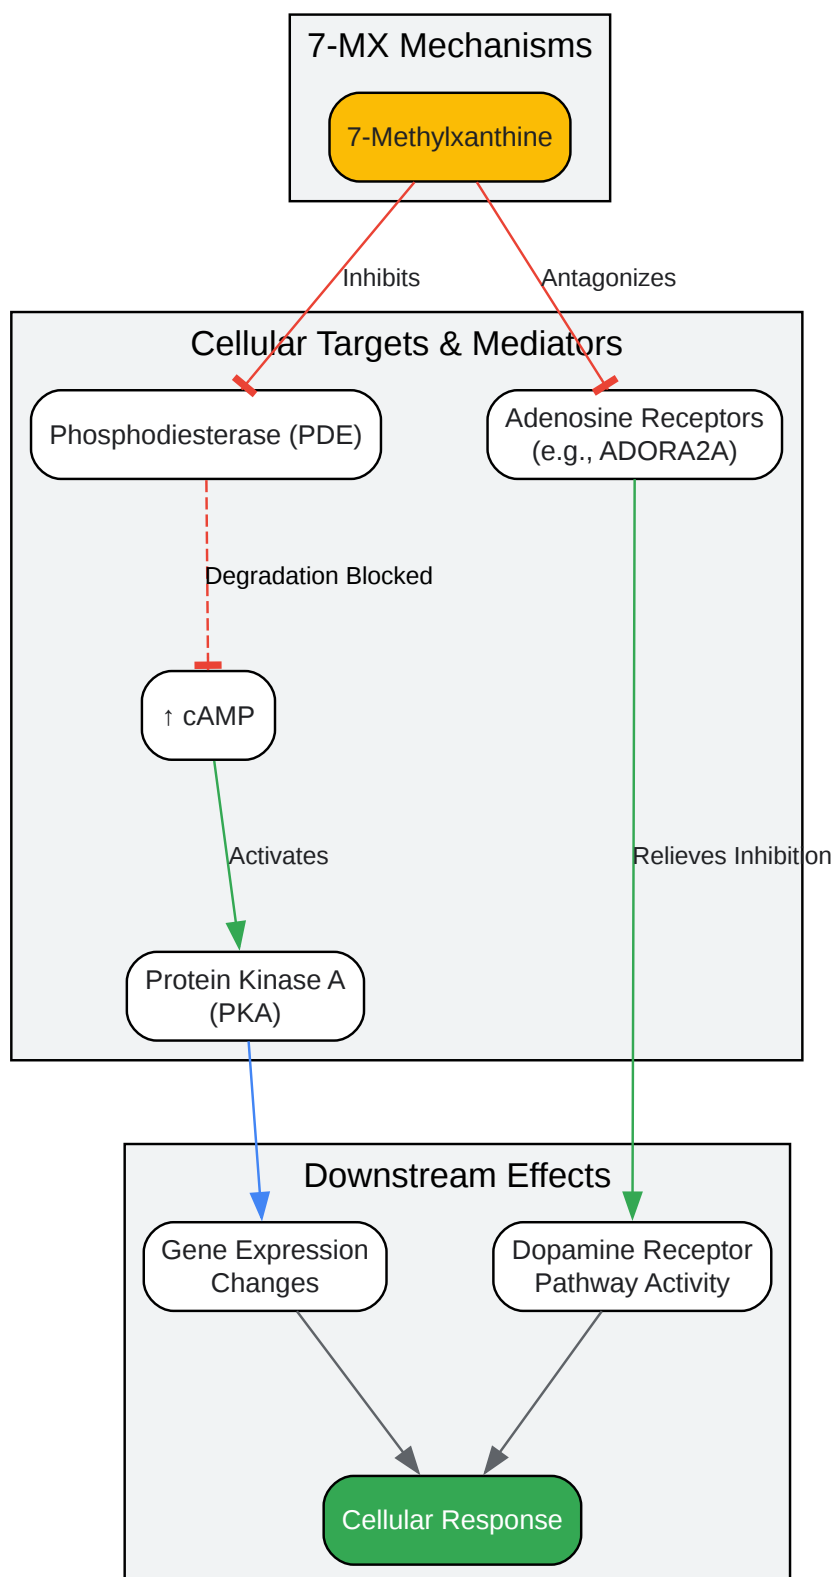 7-MX Mechanisms
7-Methylxanthine
Inhibits
Antagonizes
Cellular Targets & Mediators
Phosphodiesterase (PDE)
Adenosine Receptors
(e.g., ADORA2A)
Degradation Blocked
↑ cAMP
Activates
Relieves Inhibition
Protein Kinase A
(PKA)
Downstream Effects
Gene Expression
Changes
Dopamine Receptor
Pathway Activity
Cellular Response